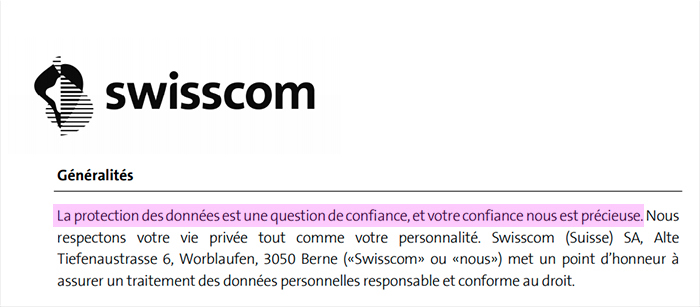 swisscom
Généralités
La protection des données est une question de confiance, et votre confiance nous est précieuse. Nous
respectons votre vie privée tout comme votre personnalité. Swisscom (Suisse) SA, Alte
Tiefenaustrasse 6, Worblaufen, 3050 Berne («Swisscom» ou «nous») met un point d’honneur à
assurer un traitement des données personnelles responsable et conforme au droit.